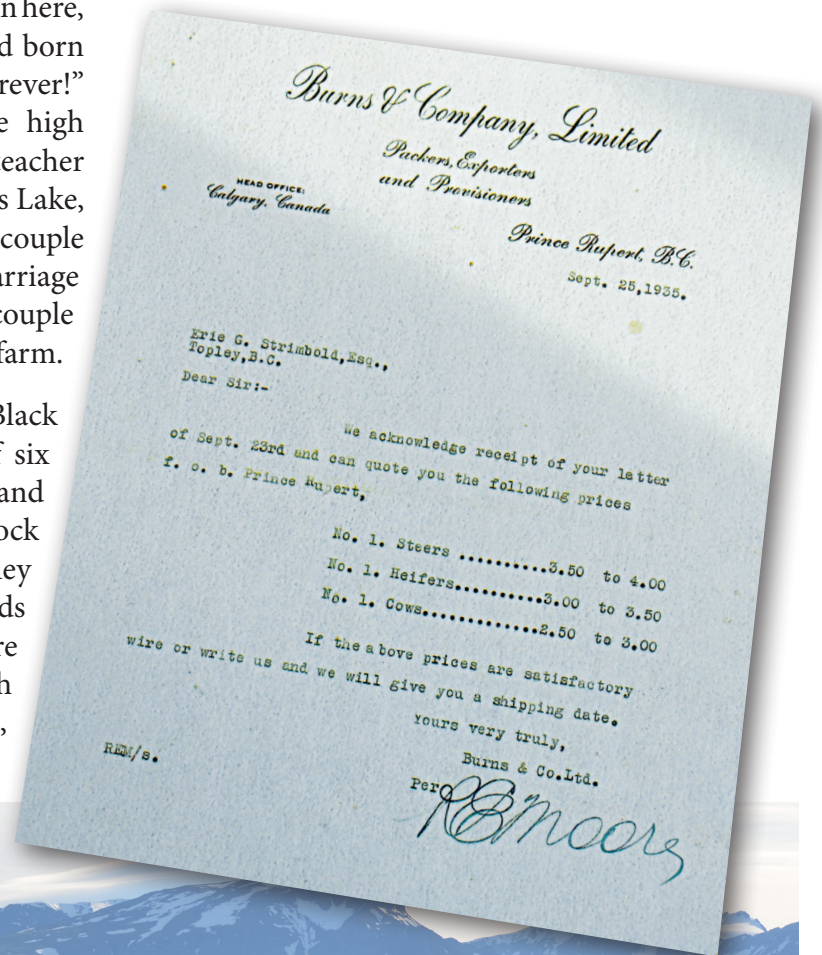 n here,
d born
rever!"
e high
teacher
s Lake,
couple
arriage
couple
farm.
Black
f six
and
ock
ey
ds
re
h
,
Burns & Company, Limited
Packers, Exporters
and Provisioners
HEAD OFFICE:
Calgary, Canada
Prince Rupert, B.C.
Sept. 25,1935.
Erie G. Strimbold,Esq.,
Topley,B.C.
Dear Sir:-
We acknowledge receipt of your letter
of Sept. 23rd and can quote you the following prices
f. o. b. Prince Rupert,
No. 1. Steers ..........3.50 to 4.00
No. 1. Heifers..........3.00 to 3.50
No. 1. Cows.............2.50 to 3.00
If the above prices are satisfactory
wire or write us and we will give you a shipping date.
Yours very truly,
Burns & Co.Ltd.
REM/s.
Per
REMoore